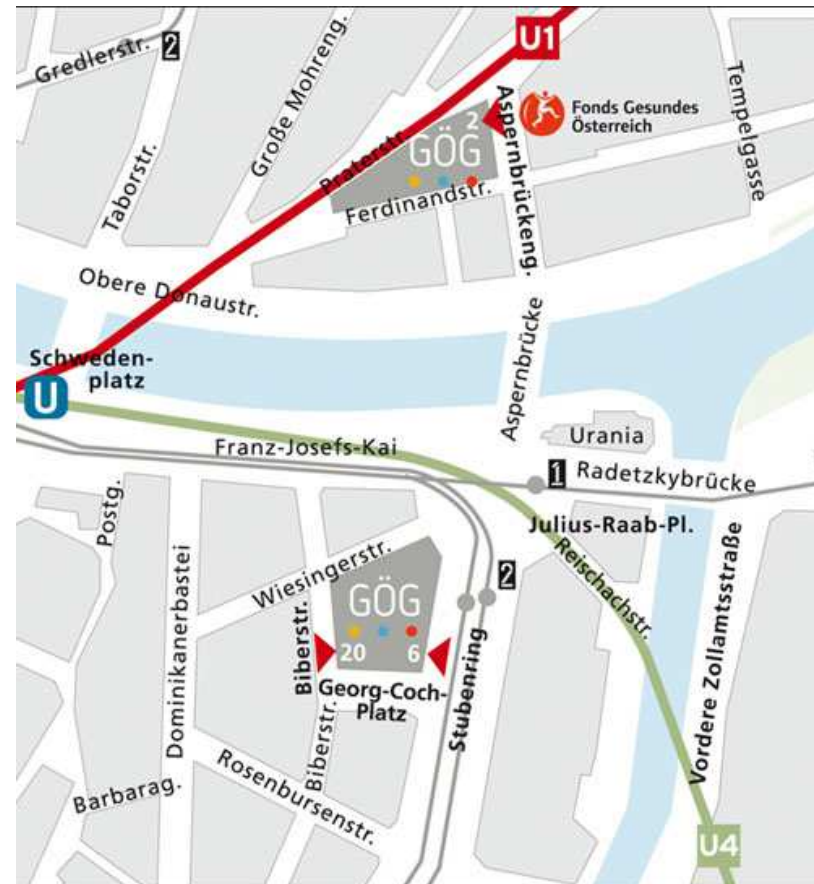 U1
Gredlerstr.
2
Große Mohreng.
Tempelgasse
Aspernbrückeng.
2
Fonds Gesundes
Österreich
GÖG
Praterstr.
Taborstr.
Ferdinandstr.
Obere Donaustr.
Aspernbrücke
Schweden-
platz
U
Urania
Franz-Josefs-Kai
1
Radetzkybrücke
Postg.
Julius-Raab-Pl.
Reischachstr.
Wiesingerstr.
2
GÖG
Dominikanerbastei
Biberstr.
20
6
Georg-Coch-
Platz
Stubenring
Vordere Zollamtsstraße
Biberstr.
Rosenbursenstr.
Barbarag.
U4